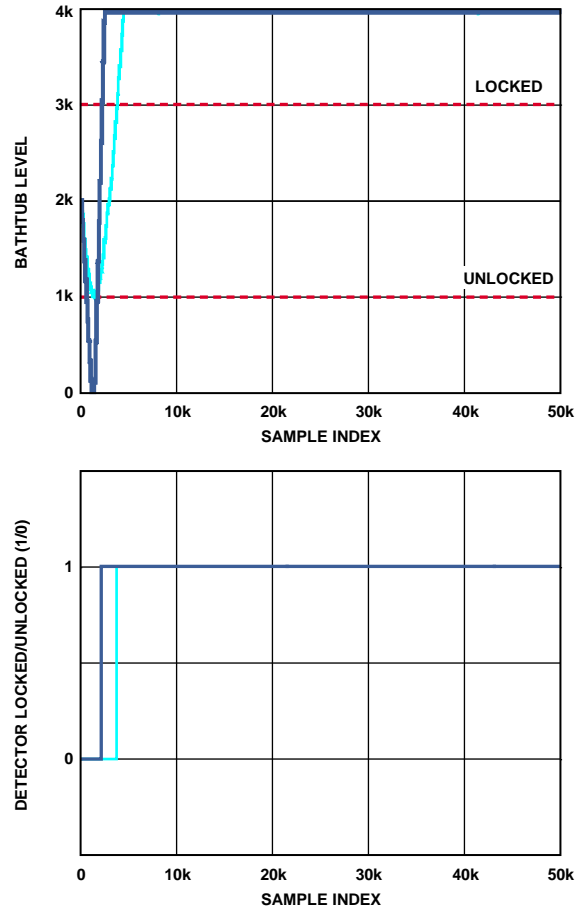 4k
3k
2k
1k
0
BATHTUB LEVEL
LOCKED
UNLOCKED
0 10k 20k 30k 40k 50k
SAMPLE INDEX
1
0
DETECTOR LOCKED/UNLOCKED (1/0)
0 10k 20k 30k 40k 50k
SAMPLE INDEX